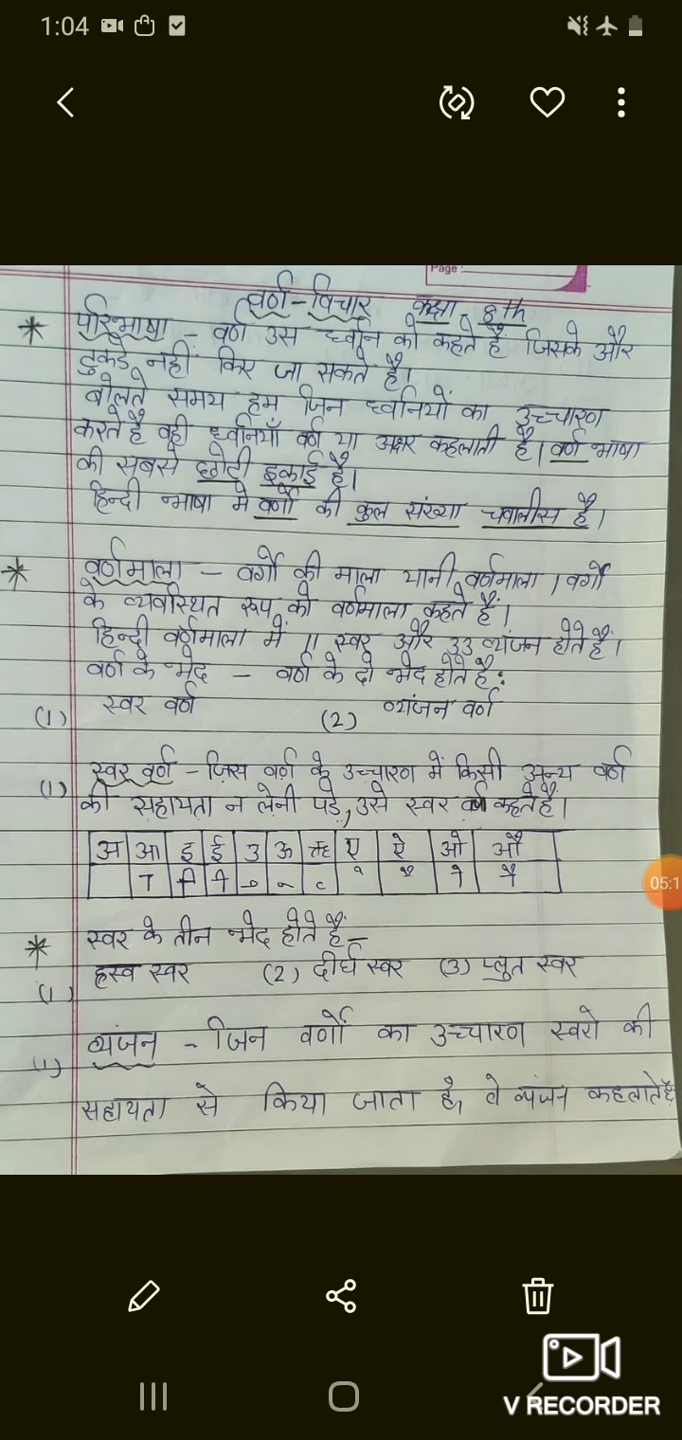 1:04
Page:
वर्ण-विचार कक्षा - 8th
* परिभाषा - वर्ण उस ध्वनि को कहते हैं जिसके और
टुकड़े नहीं किए जा सकते है।
बोलते समय हम जिन ध्वनियों का उच्चारण
करते है वही ध्वनियाँ वर्ण या अक्षर कहलाती है। वर्ण भाषा
की सबसे छोटी इकाई है।
हिन्दी भाषा मे वर्णो की कुल संख्या चवालीस है।
* वर्णमाला - वर्गो की माला यानी वर्णमाला। वर्गो
के व्यवस्थित रूप को वर्णमाला कहते हैं।
हिन्दी वर्णमाला में 11 स्वर और 33 व्यंजन होते हैं।
वर्ण के भेद - वर्ण के दो भेद होते है:
(1) स्वर वर्ण (2) व्यंजन वर्ण
(1) स्वर वर्ण - जिस वर्ण के उच्चारण में किसी अन्य वर्ण
की सहायता न लेनी पड़े, उसे स्वर वर्ण कहते है।
अ आ इ ई उ ऊ ऋ ए ऐ ओ औ
ा ि ी ु ू ृ े ै ो ौ
05:1
* स्वर के तीन भेद होते हैं-
(1) ह्रस्व स्वर (2) दीर्घ स्वर (3) प्लुत स्वर
(1) व्यंजन - जिन वर्णों का उच्चारण स्वरो की
सहायता से किया जाता है, वे व्यंजन कहलाते है
V RECORDER